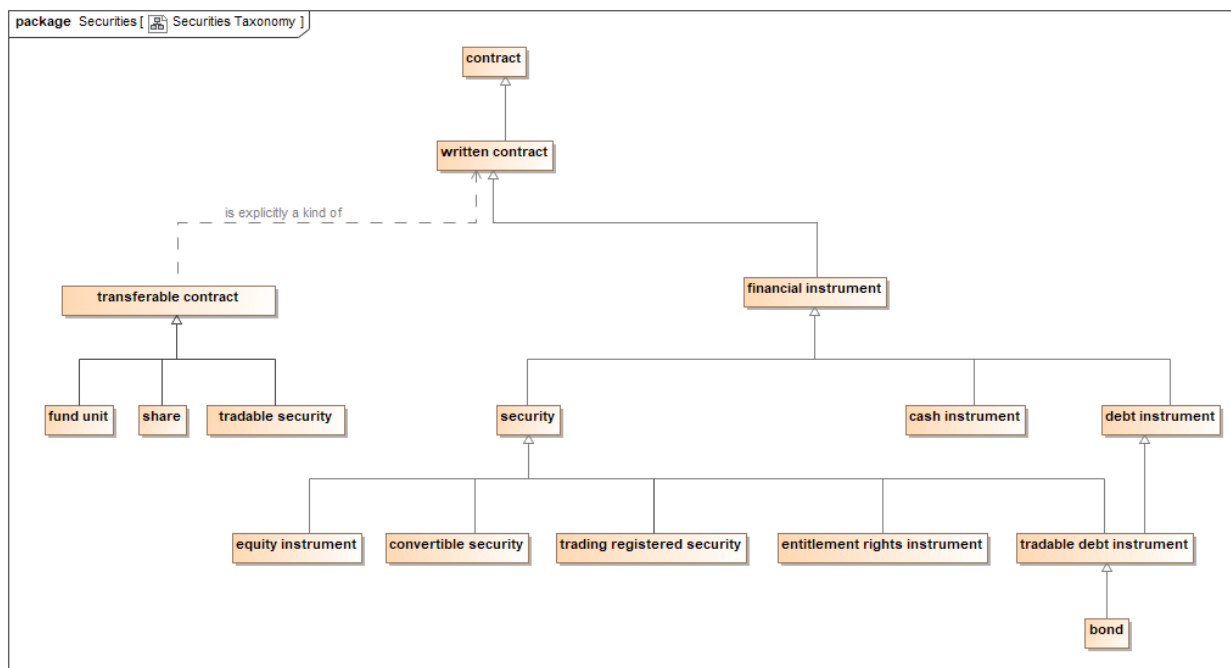 package Securities [ Securities Taxonomy ]
contract
written contract
is explicitly a kind of
transferable contract
financial instrument
fund unit
share
tradable security
security
cash instrument
debt instrument
equity instrument
convertible security
trading registered security
entitlement rights instrument
tradable debt instrument
bond